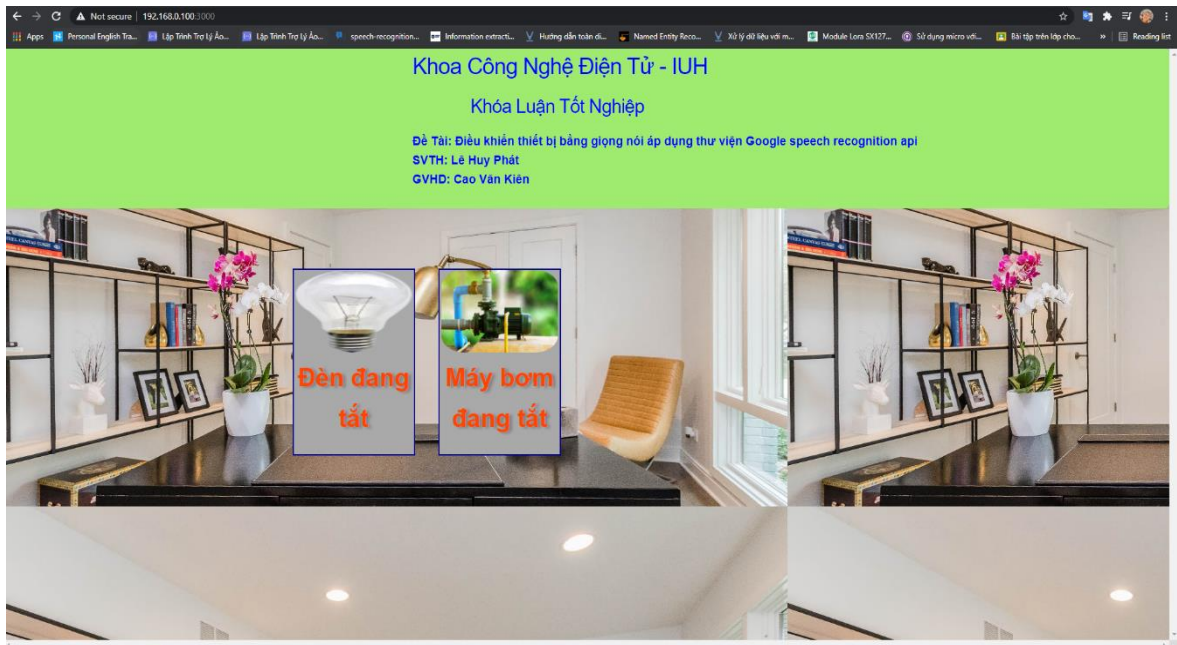 Not secure | 192.168.0.100:3000
Apps Personal English Tra... Lập Trình Trợ Lý Ảo... Lập Trình Trợ Lý Ảo... speech-recognition... Information extracti... Hướng dẫn toàn di... Named Entity Reco... Xử lý dữ liệu với m... Module Lora SX127... Sử dụng micro với... Bài tập trên lớp cho... » Reading list
Khoa Công Nghệ Điện Tử - IUH
Khóa Luận Tốt Nghiệp
Đề Tài: Điều khiển thiết bị bằng giọng nói áp dụng thư viện Google speech recognition api
SVTH: Lê Huy Phát
GVHD: Cao Văn Kiên
Đèn đang
tắt
Máy bơm
đang tắt